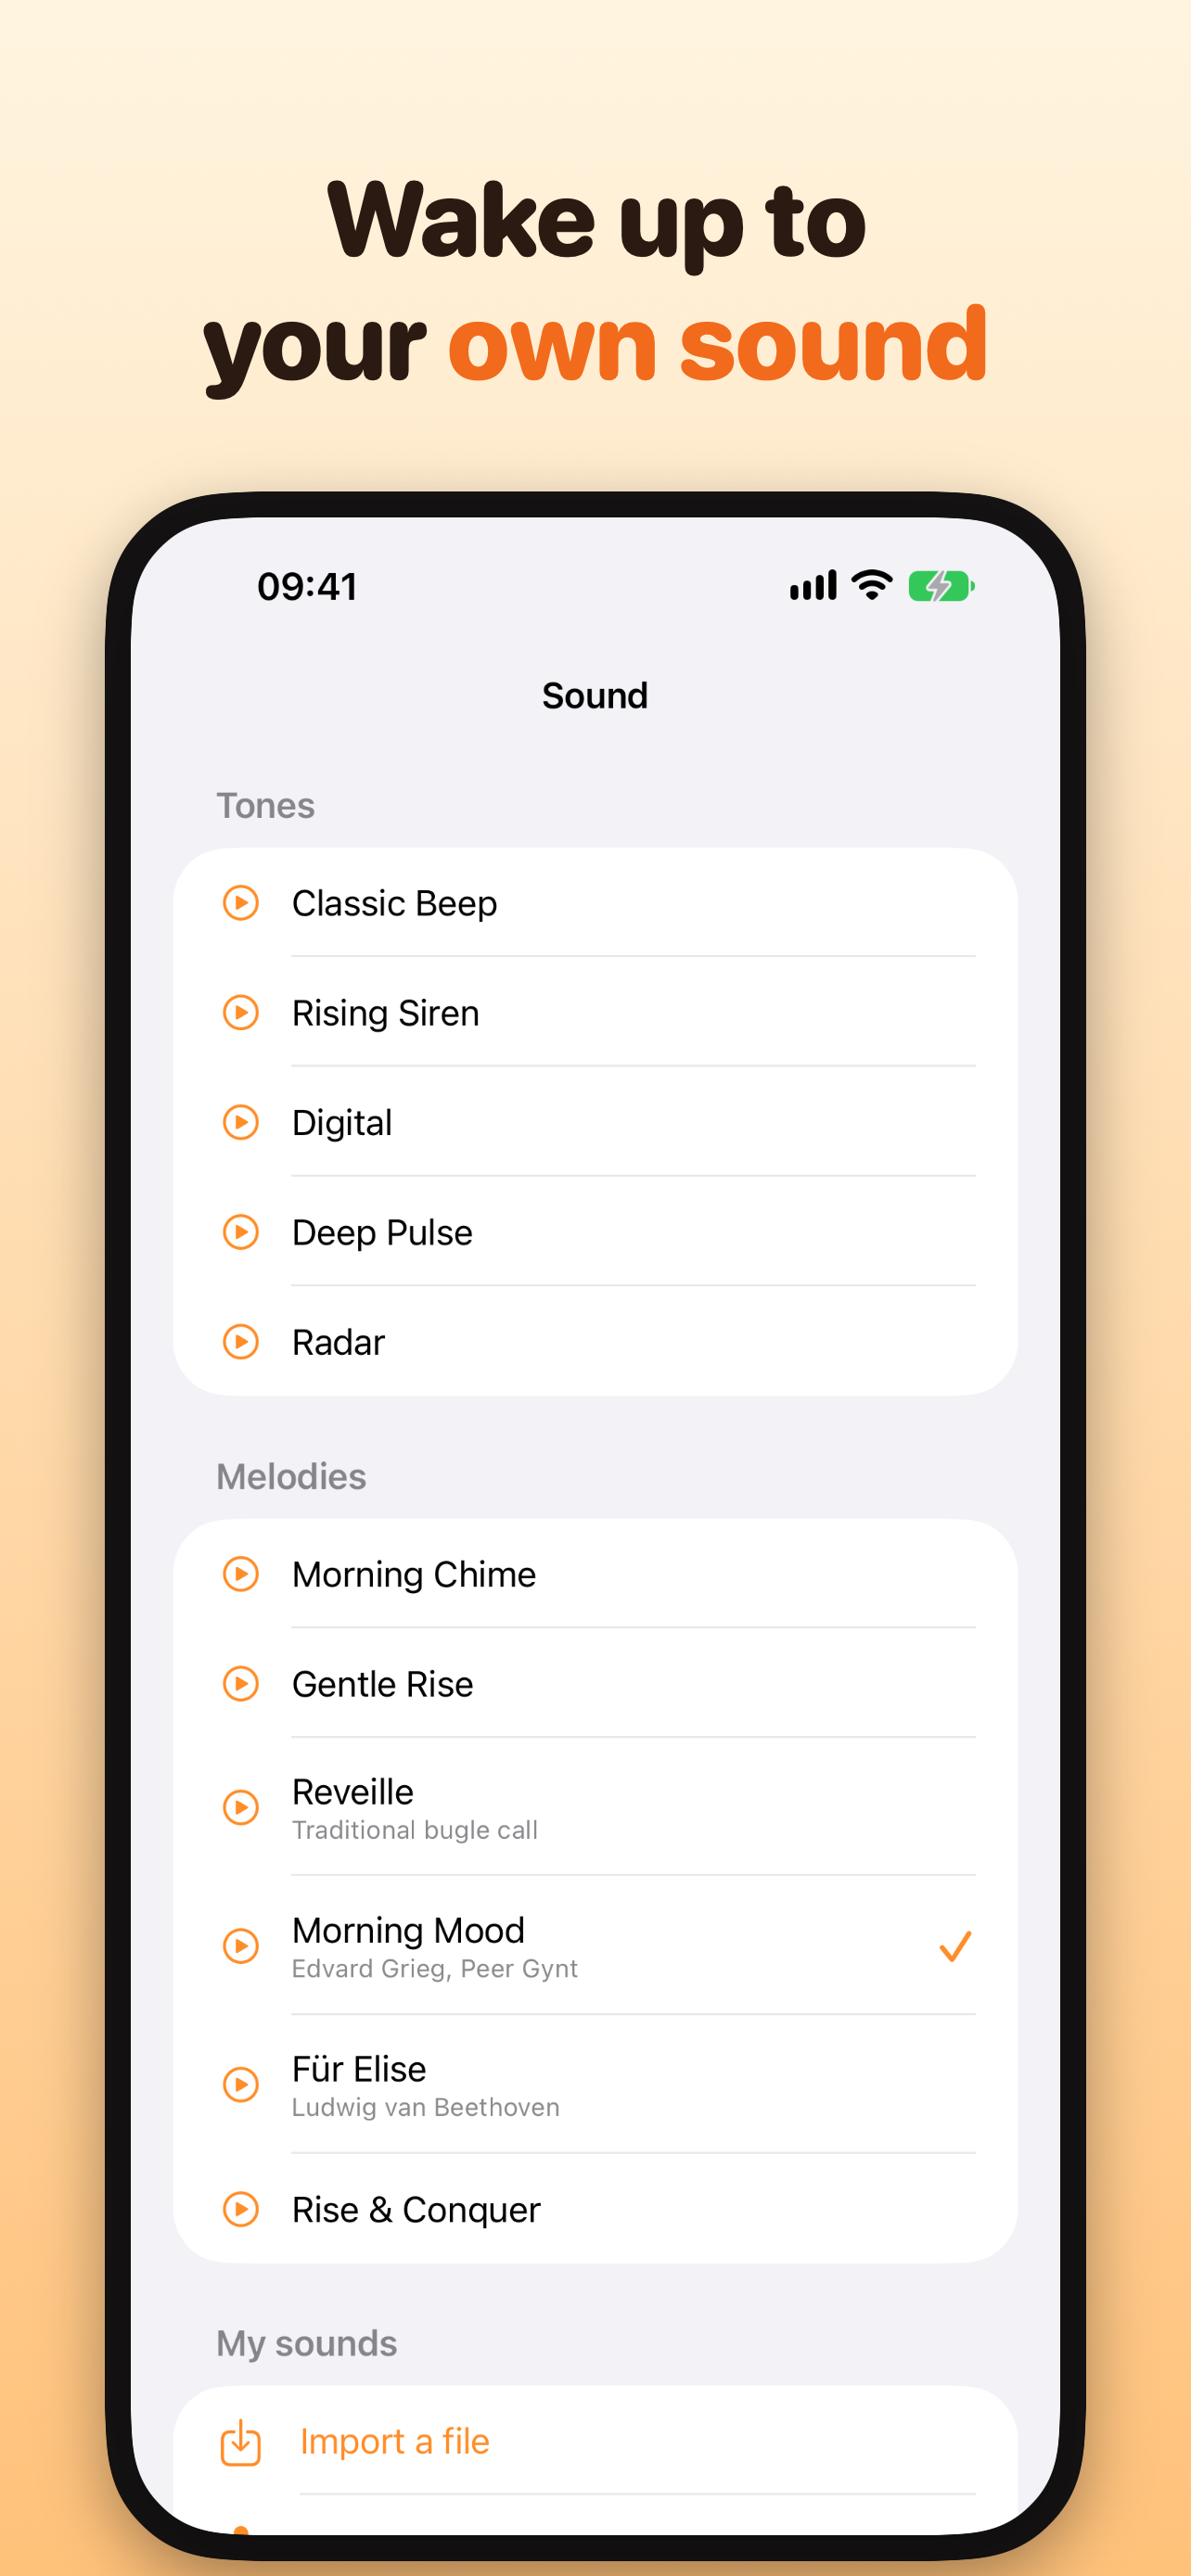 Wake up to
your own sound
09:41
Sound
Tones
Classic Beep
Rising Siren
Digital
Deep Pulse
Radar
Melodies
Morning Chime
Gentle Rise
Reveille
Traditional bugle call
Morning Mood
Edvard Grieg, Peer Gynt
Für Elise
Ludwig van Beethoven
Rise & Conquer
My sounds
Import a file